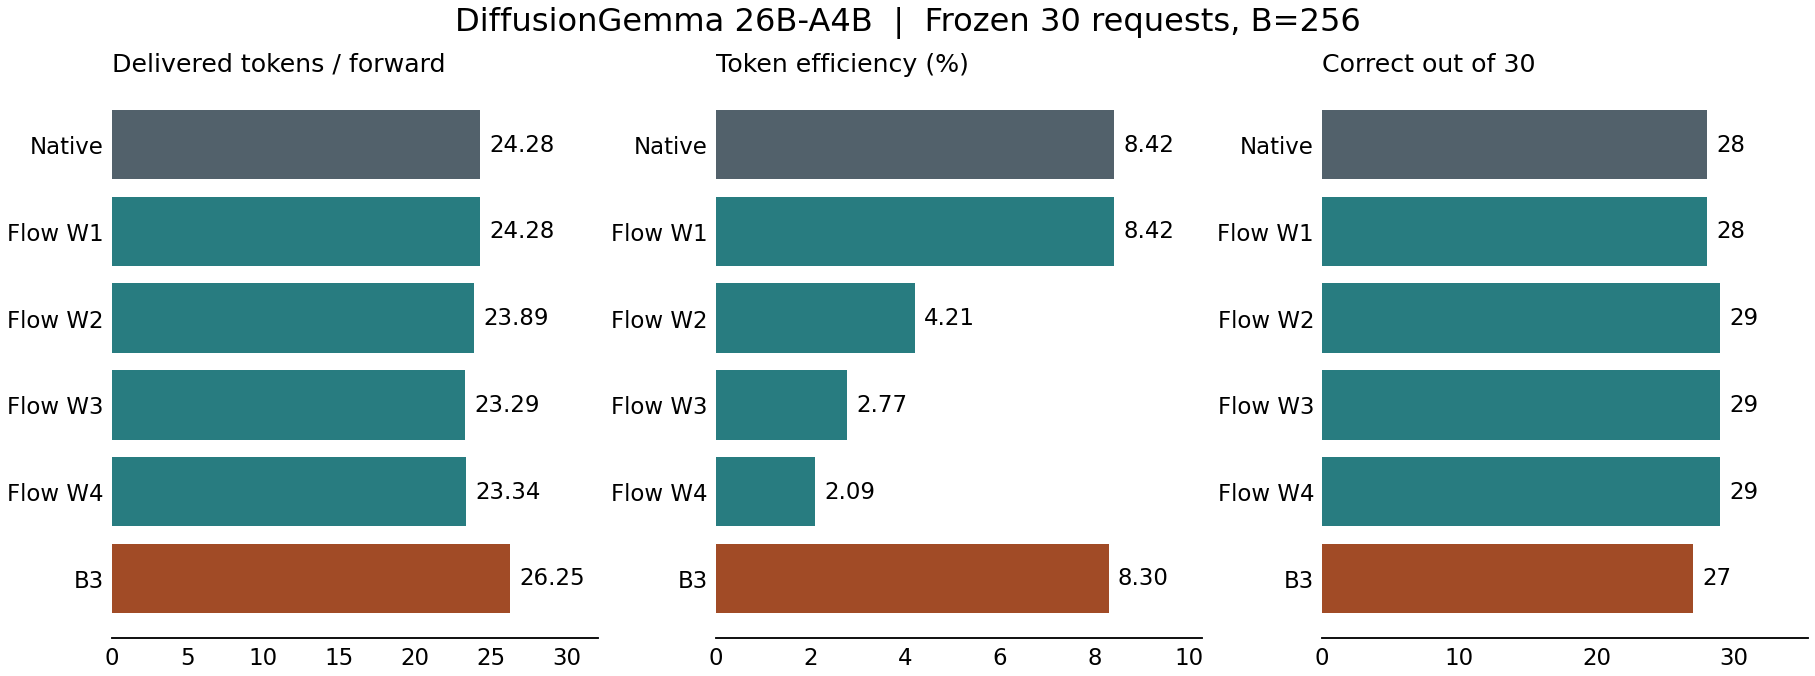 DiffusionGemma 26B-A4B | Frozen 30 requests, B=256
Delivered tokens / forward
Native 24.28
Flow W1 24.28
Flow W2 23.89
Flow W3 23.29
Flow W4 23.34
B3 26.25
0 5 10 15 20 25 30
Token efficiency (%)
Native 8.42
Flow W1 8.42
Flow W2 4.21
Flow W3 2.77
Flow W4 2.09
B3 8.30
0 2 4 6 8 10
Correct out of 30
Native 28
Flow W1 28
Flow W2 29
Flow W3 29
Flow W4 29
B3 27
0 10 20 30